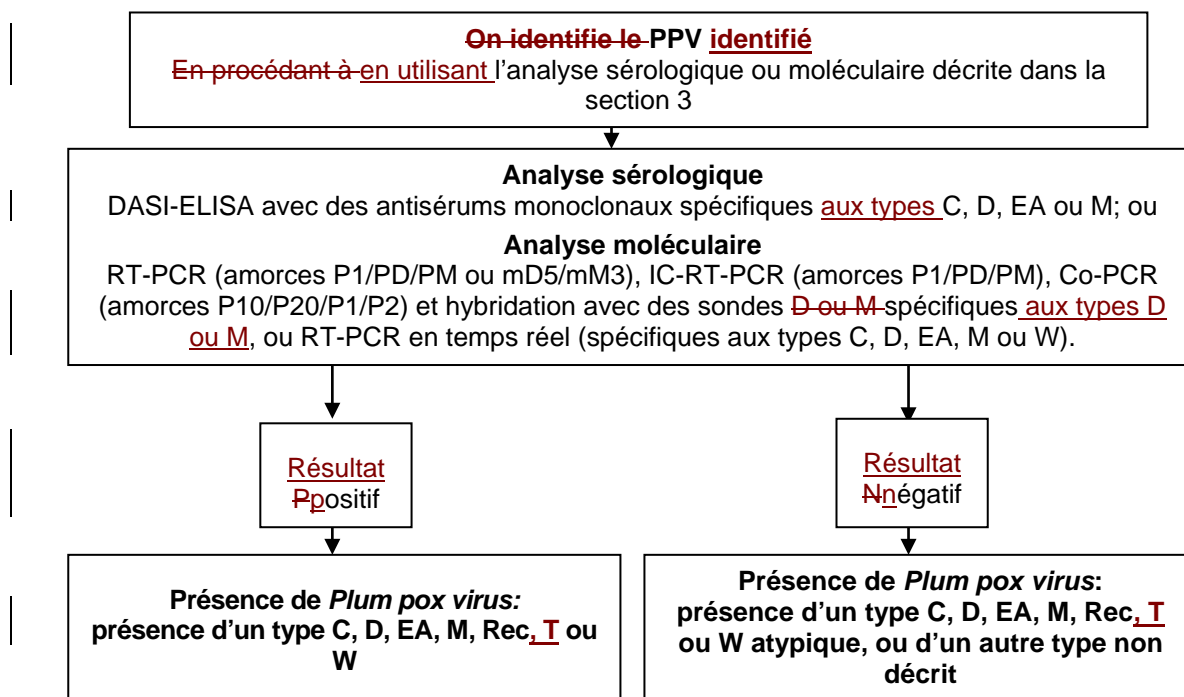 On identifie le PPV identifié
En procédant à en utilisant l'analyse sérologique ou moléculaire décrite dans la
section 3
Analyse sérologique
DASI-ELISA avec des antisérums monoclonaux spécifiques aux types C, D, EA ou M; ou
Analyse moléculaire
RT-PCR (amorces P1/PD/PM ou mD5/mM3), IC-RT-PCR (amorces P1/PD/PM), Co-PCR
(amorces P10/P20/P1/P2) et hybridation avec des sondes D ou M spécifiques aux types D
ou M, ou RT-PCR en temps réel (spécifiques aux types C, D, EA, M ou W).
Résultat
Ppositif
Résultat
Nnégatif
Présence de Plum pox virus:
présence d'un type C, D, EA, M, Rec, T ou
W
Présence de Plum pox virus:
présence d'un type C, D, EA, M, Rec, T
ou W atypique, ou d'un autre type non
décrit